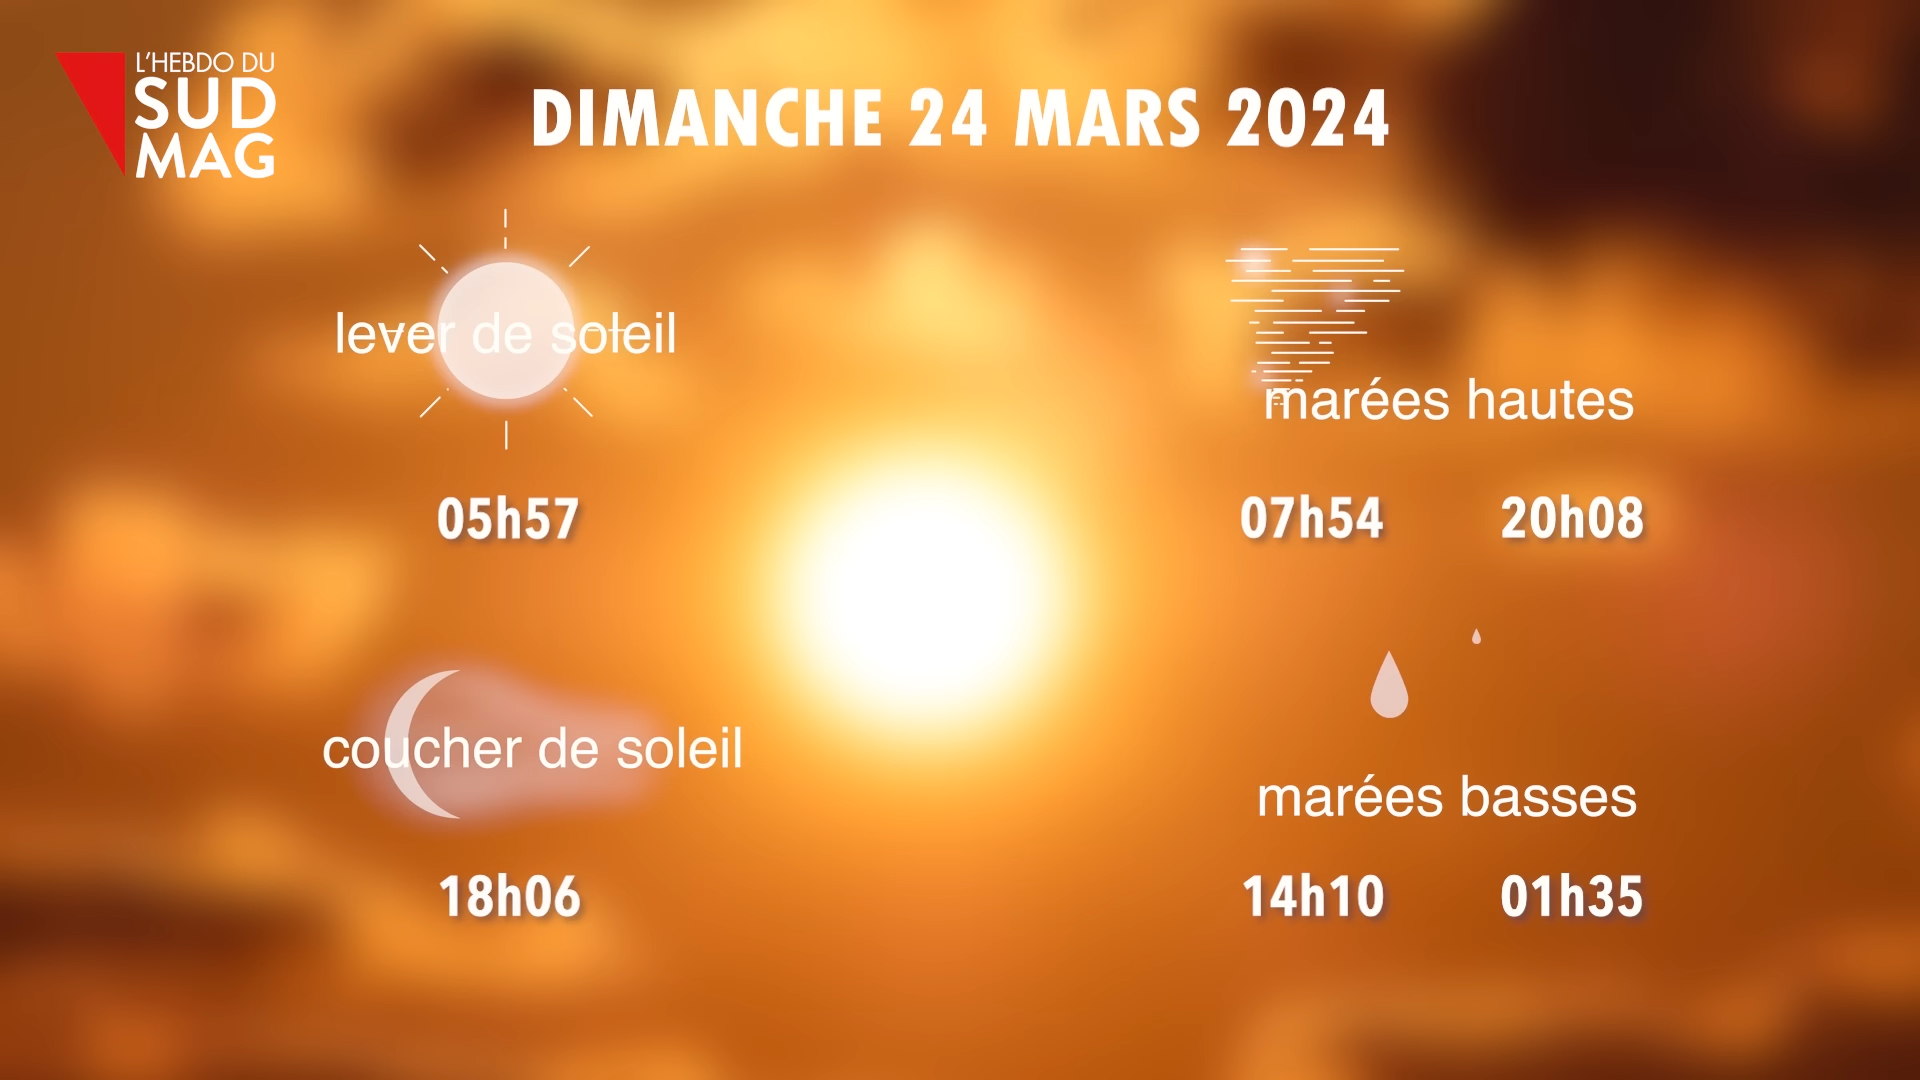 L'HEBDO DU
SUD
MAG
DIMANCHE 24 MARS 2024
lever de soleil
05h57
marées hautes
07h54 20h08
coucher de soleil
18h06
marées basses
14h10 01h35